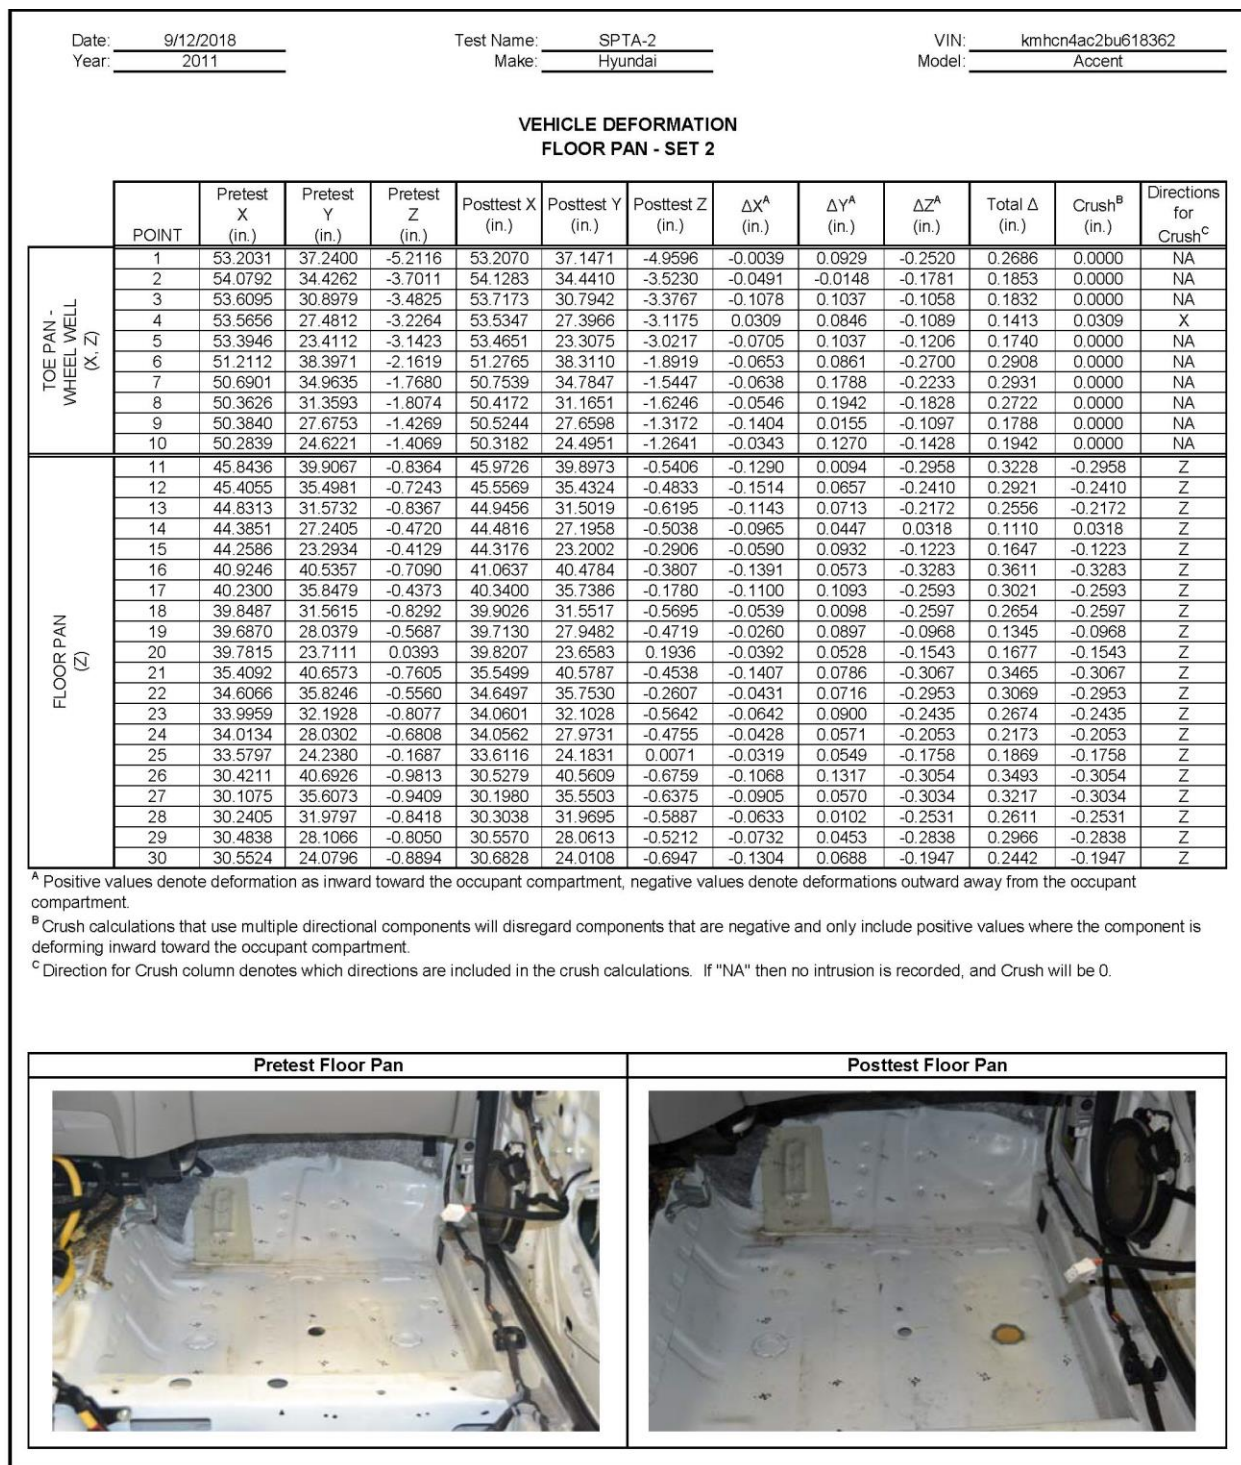 Date: 9/12/2018 Test Name: SPTA-2 VIN: kmhcn4ac2bu618362
Year: 2011 Make: Hyundai Model: Accent
VEHICLE DEFORMATION
FLOOR PAN - SET 2
POINT Pretest X (in.) Pretest Y (in.) Pretest Z (in.) Posttest X (in.) Posttest Y (in.) Posttest Z (in.) ΔXᴬ (in.) ΔYᴬ (in.) ΔZᴬ (in.) Total Δ (in.) Crushᴮ (in.) Directions for Crushᶜ
TOE PAN - WHEEL WELL (X, Z)
1 53.2031 37.2400 -5.2116 53.2070 37.1471 -4.9596 -0.0039 0.0929 -0.2520 0.2686 0.0000 NA
2 54.0792 34.4262 -3.7011 54.1283 34.4410 -3.5230 -0.0491 -0.0148 -0.1781 0.1853 0.0000 NA
3 53.6095 30.8979 -3.4825 53.7173 30.7942 -3.3767 -0.1078 0.1037 -0.1058 0.1832 0.0000 NA
4 53.5656 27.4812 -3.2264 53.5347 27.3966 -3.1175 0.0309 0.0846 -0.1089 0.1413 0.0309 X
5 53.3946 23.4112 -3.1423 53.4651 23.3075 -3.0217 -0.0705 0.1037 -0.1206 0.1740 0.0000 NA
6 51.2112 38.3971 -2.1619 51.2765 38.3110 -1.8919 -0.0653 0.0861 -0.2700 0.2908 0.0000 NA
7 50.6901 34.9635 -1.7680 50.7539 34.7847 -1.5447 -0.0638 0.1788 -0.2233 0.2931 0.0000 NA
8 50.3626 31.3593 -1.8074 50.4172 31.1651 -1.6246 -0.0546 0.1942 -0.1828 0.2722 0.0000 NA
9 50.3840 27.6753 -1.4269 50.5244 27.6598 -1.3172 -0.1404 0.0155 -0.1097 0.1788 0.0000 NA
10 50.2839 24.6221 -1.4069 50.3182 24.4951 -1.2641 -0.0343 0.1270 -0.1428 0.1942 0.0000 NA
FLOOR PAN (Z)
11 45.8436 39.9067 -0.8364 45.9726 39.8973 -0.5406 -0.1290 0.0094 -0.2958 0.3228 -0.2958 Z
12 45.4055 35.4981 -0.7243 45.5569 35.4324 -0.4833 -0.1514 0.0657 -0.2410 0.2921 -0.2410 Z
13 44.8313 31.5732 -0.8367 44.9456 31.5019 -0.6195 -0.1143 0.0713 -0.2172 0.2556 -0.2172 Z
14 44.3851 27.2405 -0.4720 44.4816 27.1958 -0.5038 -0.0965 0.0447 0.0318 0.1110 0.0318 Z
15 44.2586 23.2934 -0.4129 44.3176 23.2002 -0.2906 -0.0590 0.0932 -0.1223 0.1647 -0.1223 Z
16 40.9246 40.5357 -0.7090 41.0637 40.4784 -0.3807 -0.1391 0.0573 -0.3283 0.3611 -0.3283 Z
17 40.2300 35.8479 -0.4373 40.3400 35.7386 -0.1780 -0.1100 0.1093 -0.2593 0.3021 -0.2593 Z
18 39.8487 31.5615 -0.8292 39.9026 31.5517 -0.5695 -0.0539 0.0098 -0.2597 0.2654 -0.2597 Z
19 39.6870 28.0379 -0.5687 39.7130 27.9482 -0.4719 -0.0260 0.0897 -0.0968 0.1345 -0.0968 Z
20 39.7815 23.7111 0.0393 39.8207 23.6583 0.1936 -0.0392 0.0528 -0.1543 0.1677 -0.1543 Z
21 35.4092 40.6573 -0.7605 35.5499 40.5787 -0.4538 -0.1407 0.0786 -0.3067 0.3465 -0.3067 Z
22 34.6066 35.8246 -0.5560 34.6497 35.7530 -0.2607 -0.0431 0.0716 -0.2953 0.3069 -0.2953 Z
23 33.9959 32.1928 -0.8077 34.0601 32.1028 -0.5642 -0.0642 0.0900 -0.2435 0.2674 -0.2435 Z
24 34.0134 28.0302 -0.6808 34.0562 27.9731 -0.4755 -0.0428 0.0571 -0.2053 0.2173 -0.2053 Z
25 33.5797 24.2380 -0.1687 33.6116 24.1831 0.0071 -0.0319 0.0549 -0.1758 0.1869 -0.1758 Z
26 30.4211 40.6926 -0.9813 30.5279 40.5609 -0.6759 -0.1068 0.1317 -0.3054 0.3493 -0.3054 Z
27 30.1075 35.6073 -0.9409 30.1980 35.5503 -0.6375 -0.0905 0.0570 -0.3034 0.3217 -0.3034 Z
28 30.2405 31.9797 -0.8418 30.3038 31.9695 -0.5887 -0.0633 0.0102 -0.2531 0.2611 -0.2531 Z
29 30.4838 28.1066 -0.8050 30.5570 28.0613 -0.5212 -0.0732 0.0453 -0.2838 0.2966 -0.2838 Z
30 30.5524 24.0796 -0.8894 30.6828 24.0108 -0.6947 -0.1304 0.0688 -0.1947 0.2442 -0.1947 Z
ᴬ Positive values denote deformation as inward toward the occupant compartment, negative values denote deformations outward away from the occupant
compartment.
ᴮ Crush calculations that use multiple directional components will disregard components that are negative and only include positive values where the component is
deforming inward toward the occupant compartment.
ᶜ Direction for Crush column denotes which directions are included in the crush calculations. If "NA" then no intrusion is recorded, and Crush will be 0.
Pretest Floor Pan Posttest Floor Pan